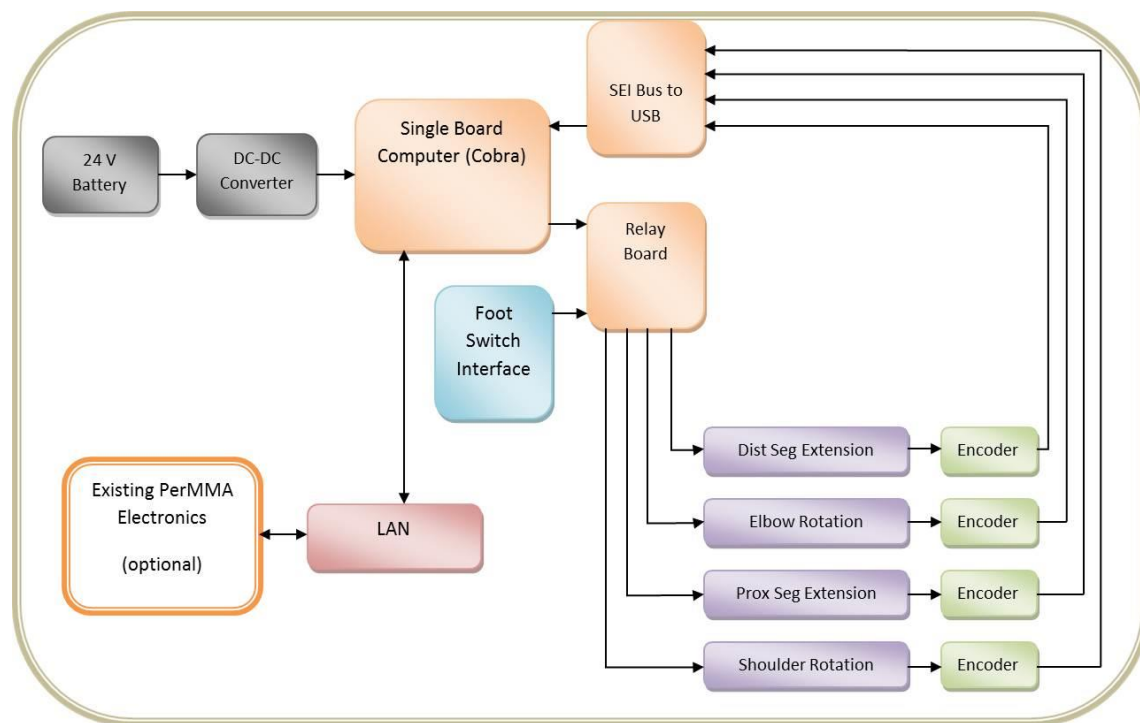 SEI Bus to
USB
Single Board
Computer (Cobra)
24 V
Battery
DC-DC
Converter
Relay
Board
Foot
Switch
Interface
Dist Seg Extension
Encoder
Existing PerMMA
Electronics
(optional)
LAN
Elbow Rotation
Encoder
Prox Seg Extension
Encoder
Shoulder Rotation
Encoder